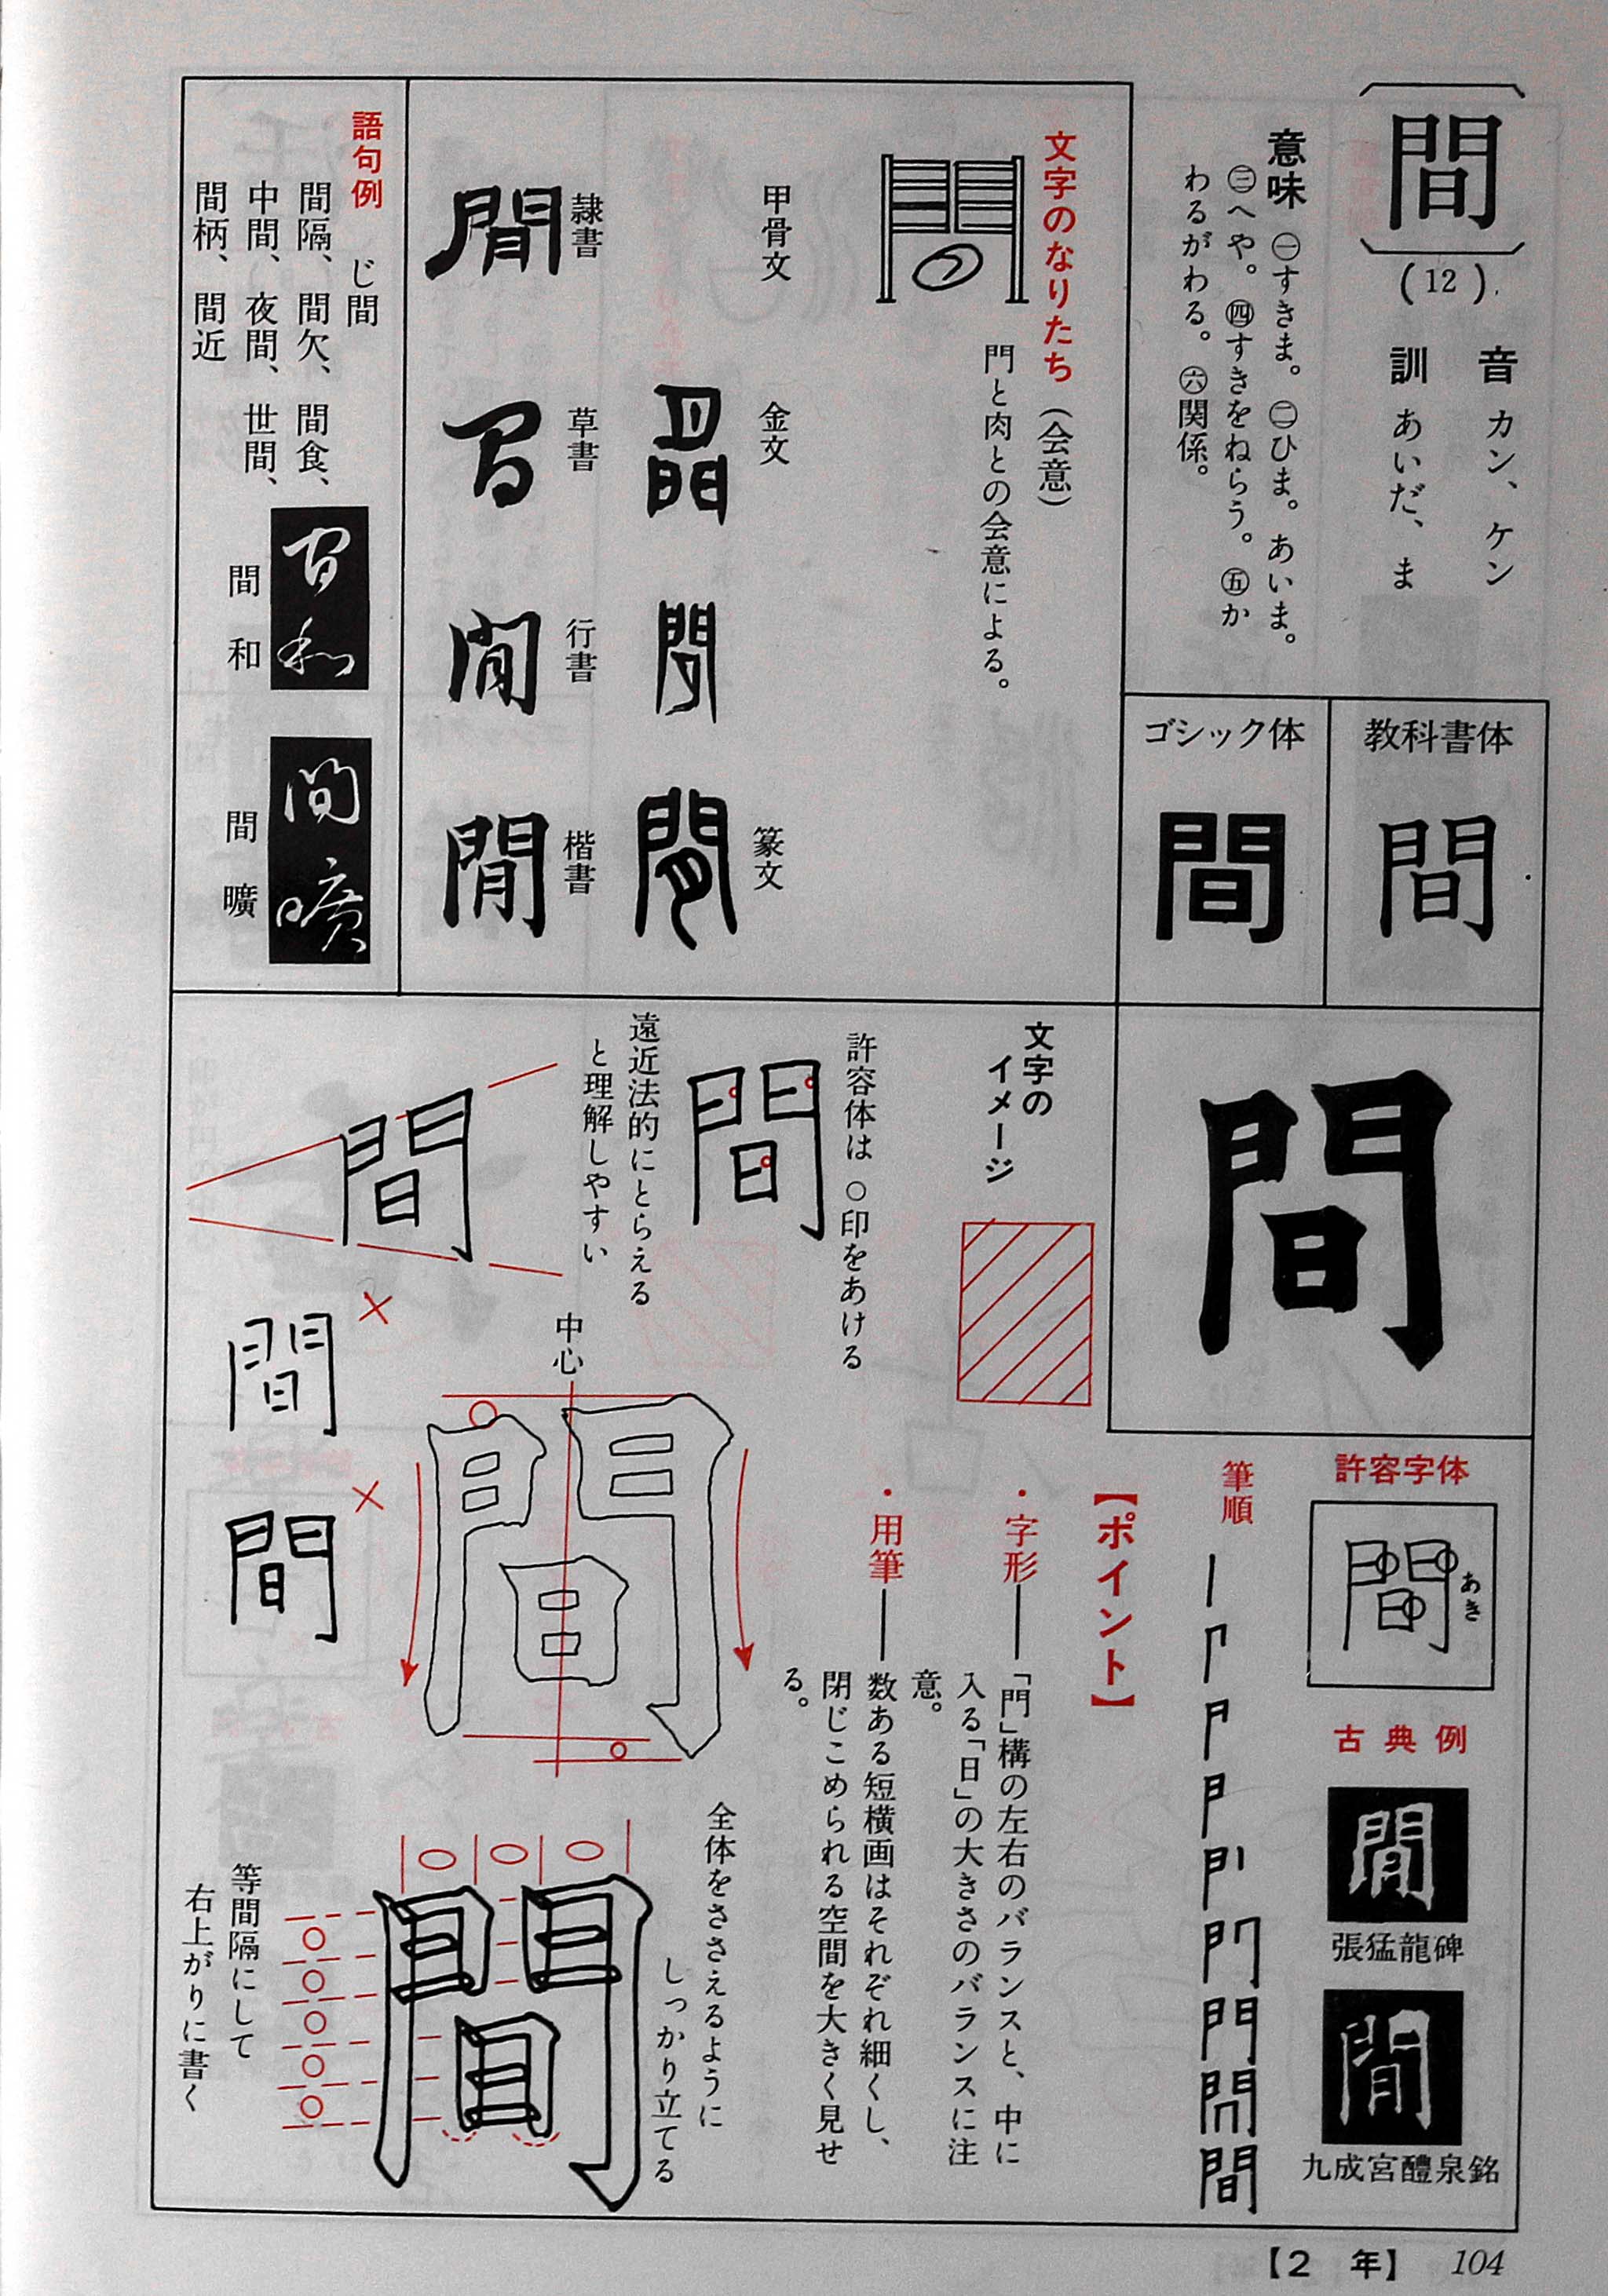 間
(12)
音 カン、ケン
訓 あいだ、ま
意味 ㊀すきま。㊁ひま。あいま。
㊂へや。㊃すきをねらう。㊄か
わるがわる。㊅関係。
教科書体
間
ゴシック体
間
文字のなりたち（会意）
門と肉との会意による。
甲骨文
金文
篆文
隷書
草書
行書
楷書
語句例
じ間
間隔、間欠、間食、
中間、夜間、世間、
間柄、間近
間和
間曠
間
許容字体
間
あき
古典例
張猛龍碑
九成宮醴泉銘
筆順
間
文字の
イメージ
許容体は○印をあける
間
遠近法的にとらえる
と理解しやすい
間
【ポイント】
・字形―「門」構の左右のバランスと、中に
入る「日」の大きさのバランスに注
意。
・用筆―数ある短横画はそれぞれ細くし、
閉じこめられる空間を大きく見せ
る。
中心
間
間
間
全体をささえるように
しっかり立てる
間
等間隔にして
右上がりに書く
【2 年】 104